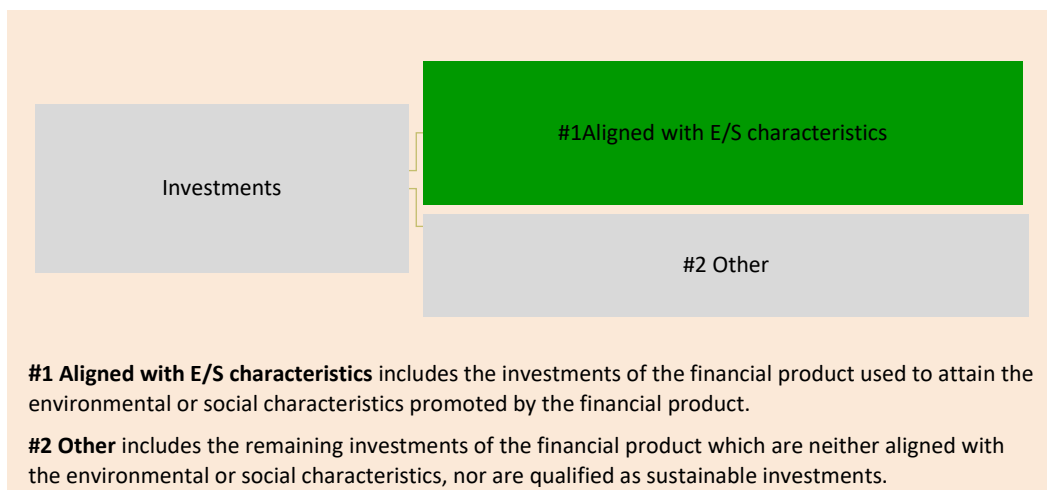 #1Aligned with E/S characteristics
Investments
#2 Other
#1 Aligned with E/S characteristics includes the investments of the financial product used to attain the
environmental or social characteristics promoted by the financial product.
#2 Other includes the remaining investments of the financial product which are neither aligned with
the environmental or social characteristics, nor are qualified as sustainable investments.